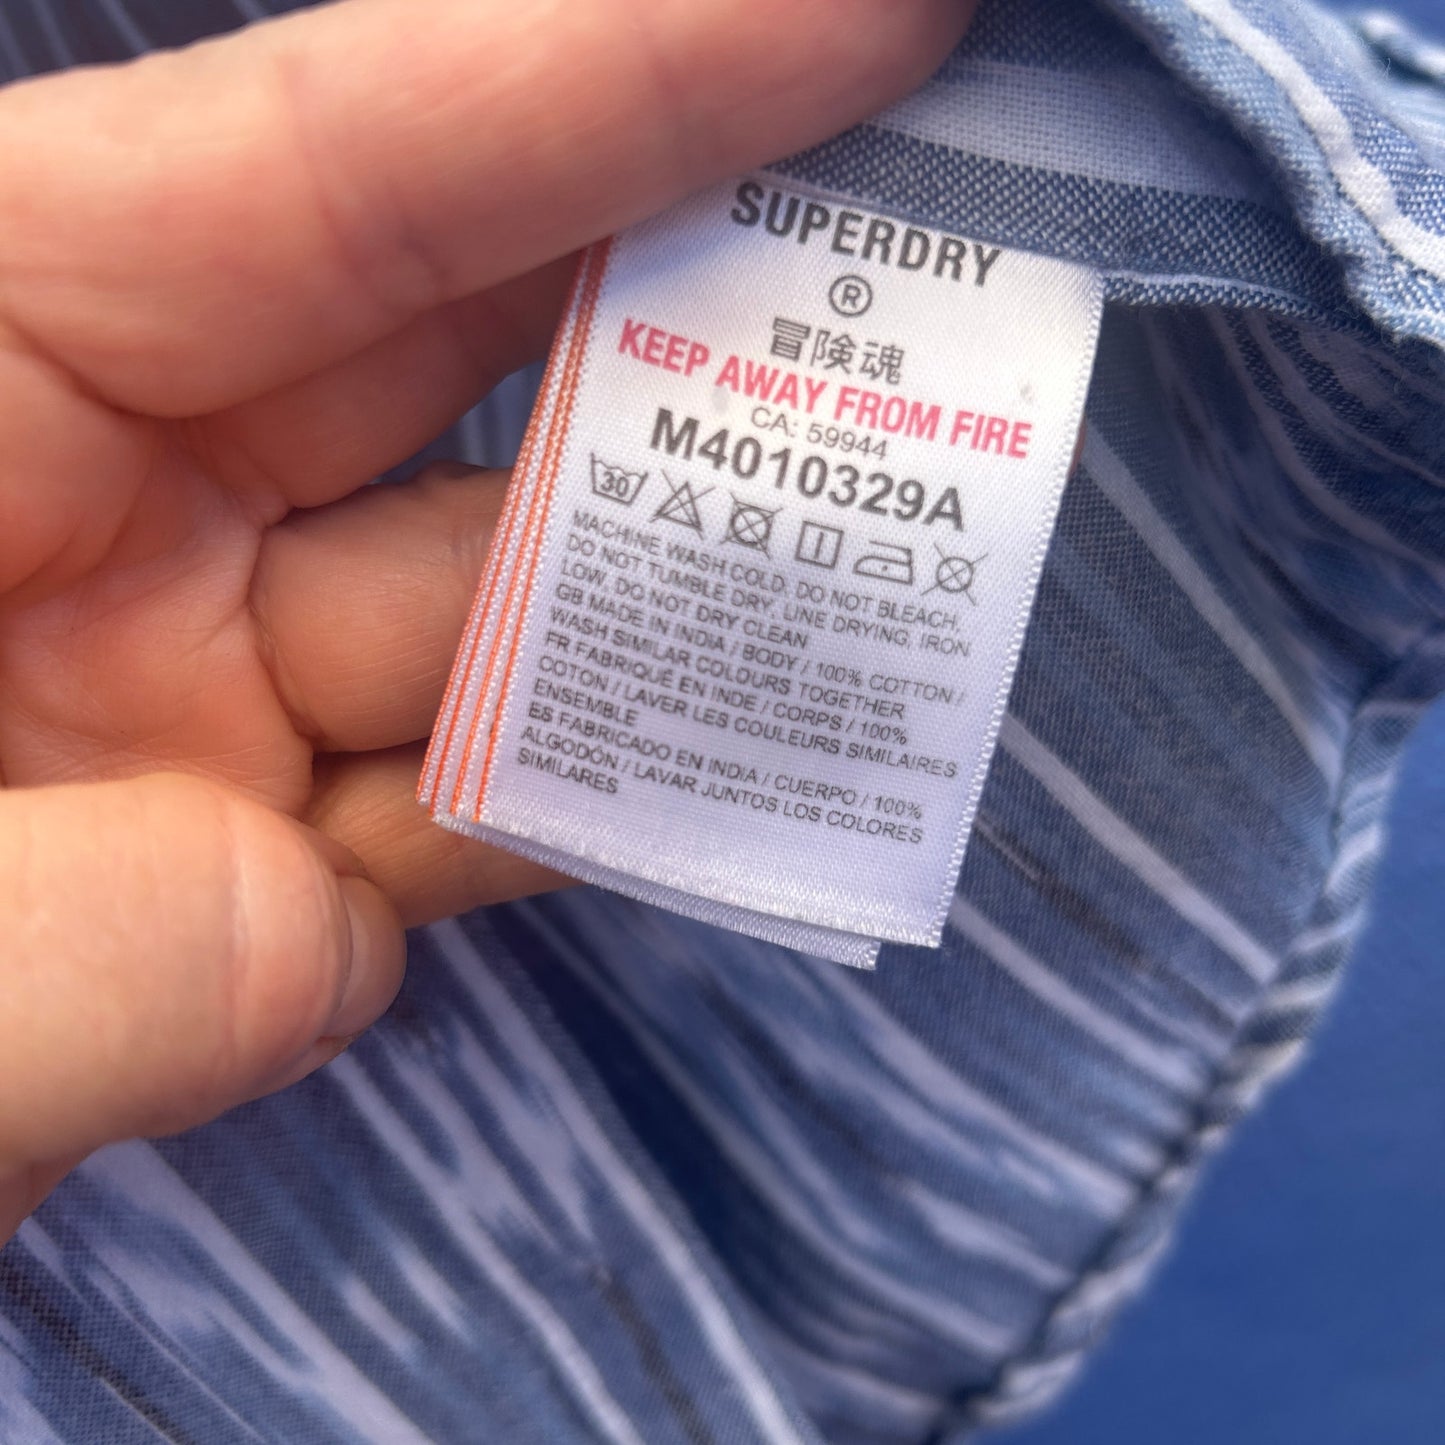 SUPERDRY
®
冒険魂
KEEP AWAY FROM FIRE
CA: 59944
M4010329A
30
MACHINE WASH COLD, DO NOT BLEACH,
DO NOT TUMBLE DRY, LINE DRYING, IRON
LOW, DO NOT DRY CLEAN
GB MADE IN INDIA / BODY / 100% COTTON /
WASH SIMILAR COLOURS TOGETHER
FR FABRIQUÉ EN INDE / CORPS / 100%
COTON / LAVER LES COULEURS SIMILAIRES
ENSEMBLE
ES FABRICADO EN INDIA / CUERPO / 100%
ALGODÓN / LAVAR JUNTOS LOS COLORES
SIMILARES